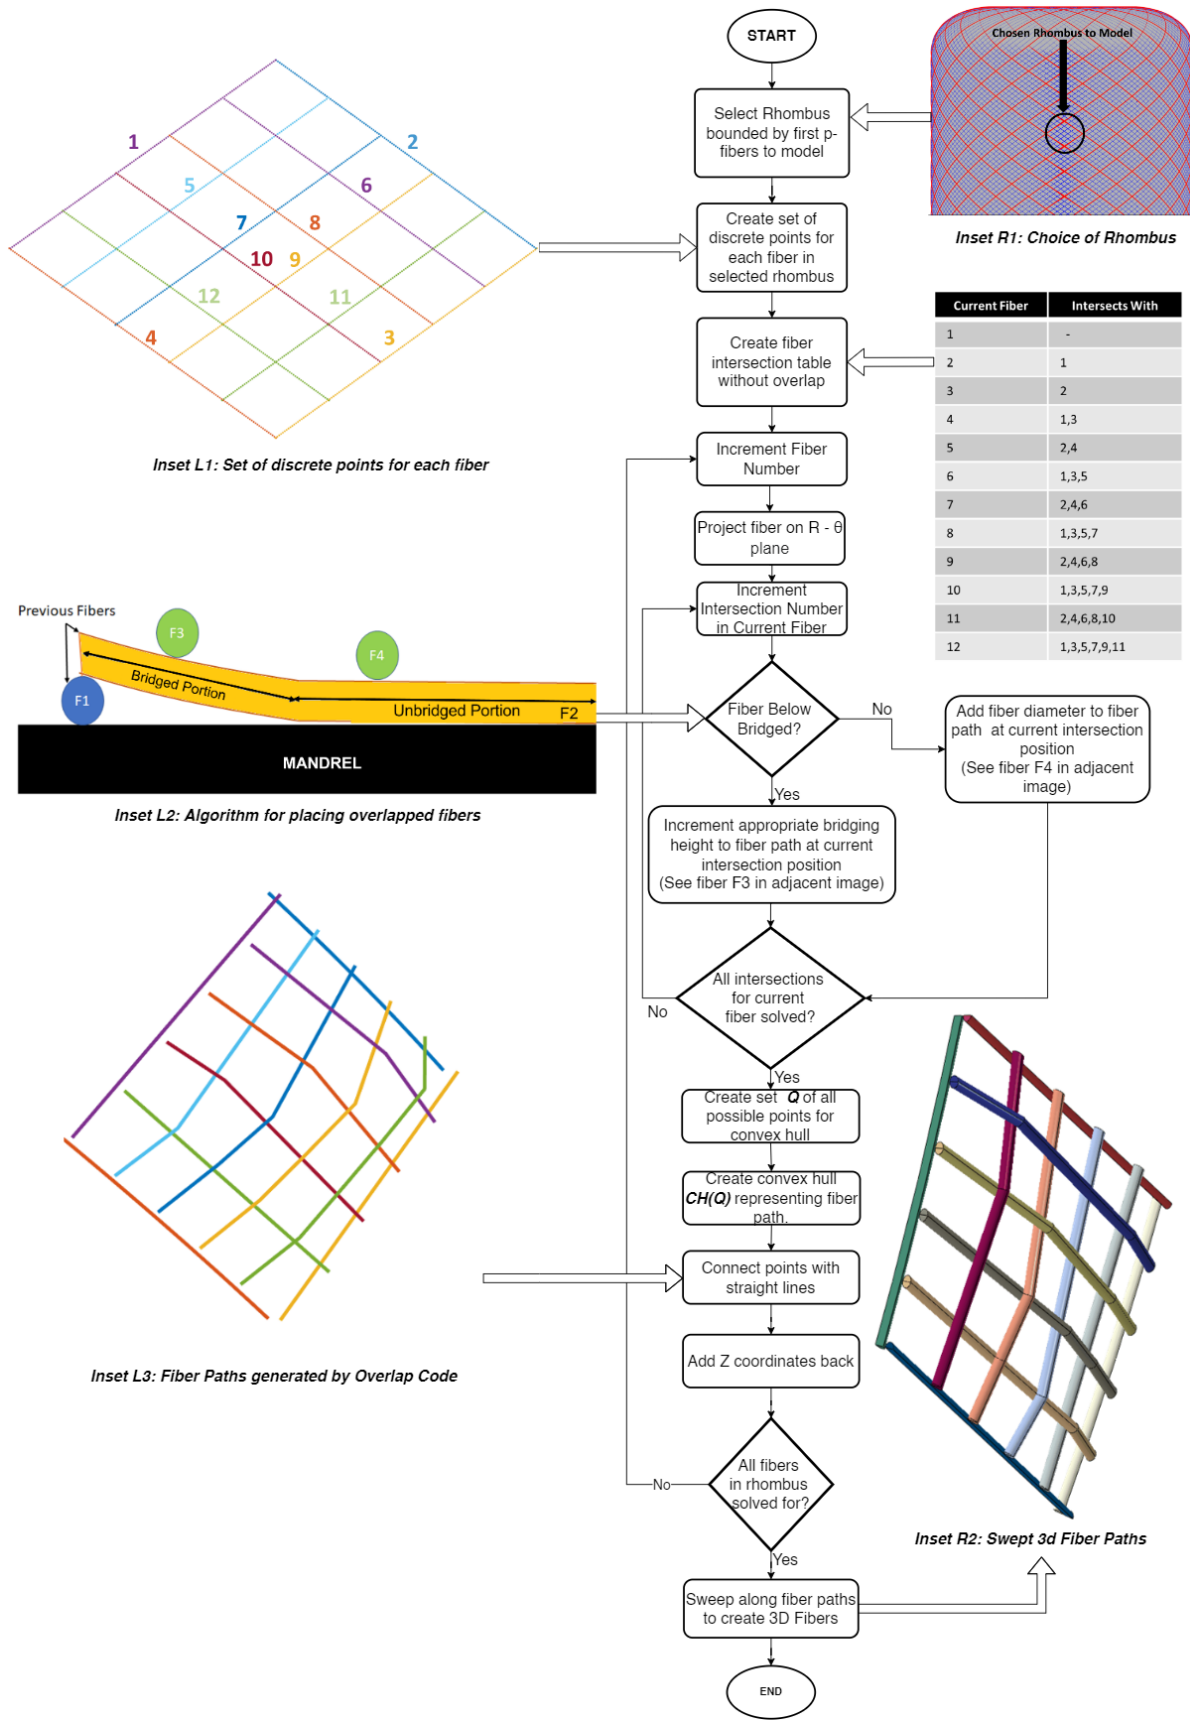 START
Chosen Rhombus to Model
Select Rhombus
bounded by first p-
fibers to model
Inset R1: Choice of Rhombus
1
2
5
6
7
8
10
9
12
11
4
3
Create set of
discrete points for
each fiber in
selected rhombus
Inset L1: Set of discrete points for each fiber
Create fiber
intersection table
without overlap
Current Fiber Intersects With
1 -
2 1
3 2
4 1,3
5 2,4
6 1,3,5
7 2,4,6
8 1,3,5,7
9 2,4,6,8
10 1,3,5,7,9
11 2,4,6,8,10
12 1,3,5,7,9,11
Increment Fiber
Number
Project fiber on R - θ
plane
Increment
Intersection Number
in Current Fiber
Previous Fibers
F3
F4
F1
Bridged Portion
Unbridged Portion
F2
MANDREL
Inset L2: Algorithm for placing overlapped fibers
Fiber Below
Bridged?
No
Yes
Add fiber diameter to fiber
path at current intersection
position
(See fiber F4 in adjacent
image)
Increment appropriate bridging
height to fiber path at current
intersection position
(See fiber F3 in adjacent image)
All intersections
for current
fiber solved?
No
Yes
Create set Q of all
possible points for
convex hull
Create convex hull
CH(Q) representing fiber
path.
Connect points with
straight lines
Inset L3: Fiber Paths generated by Overlap Code
Add Z coordinates back
All fibers
in rhombus
solved for?
No
Yes
Inset R2: Swept 3d Fiber Paths
Sweep along fiber paths
to create 3D Fibers
END